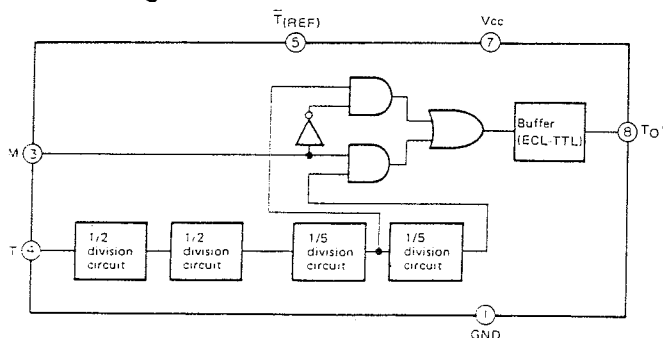 T̅(REF)
5
Vcc
7
M
3
Buffer
(ECL-TTL)
8
To
T
4
1/2
division
circuit
1/2
division
circuit
1/5
division
circuit
1/5
division
circuit
1
GND